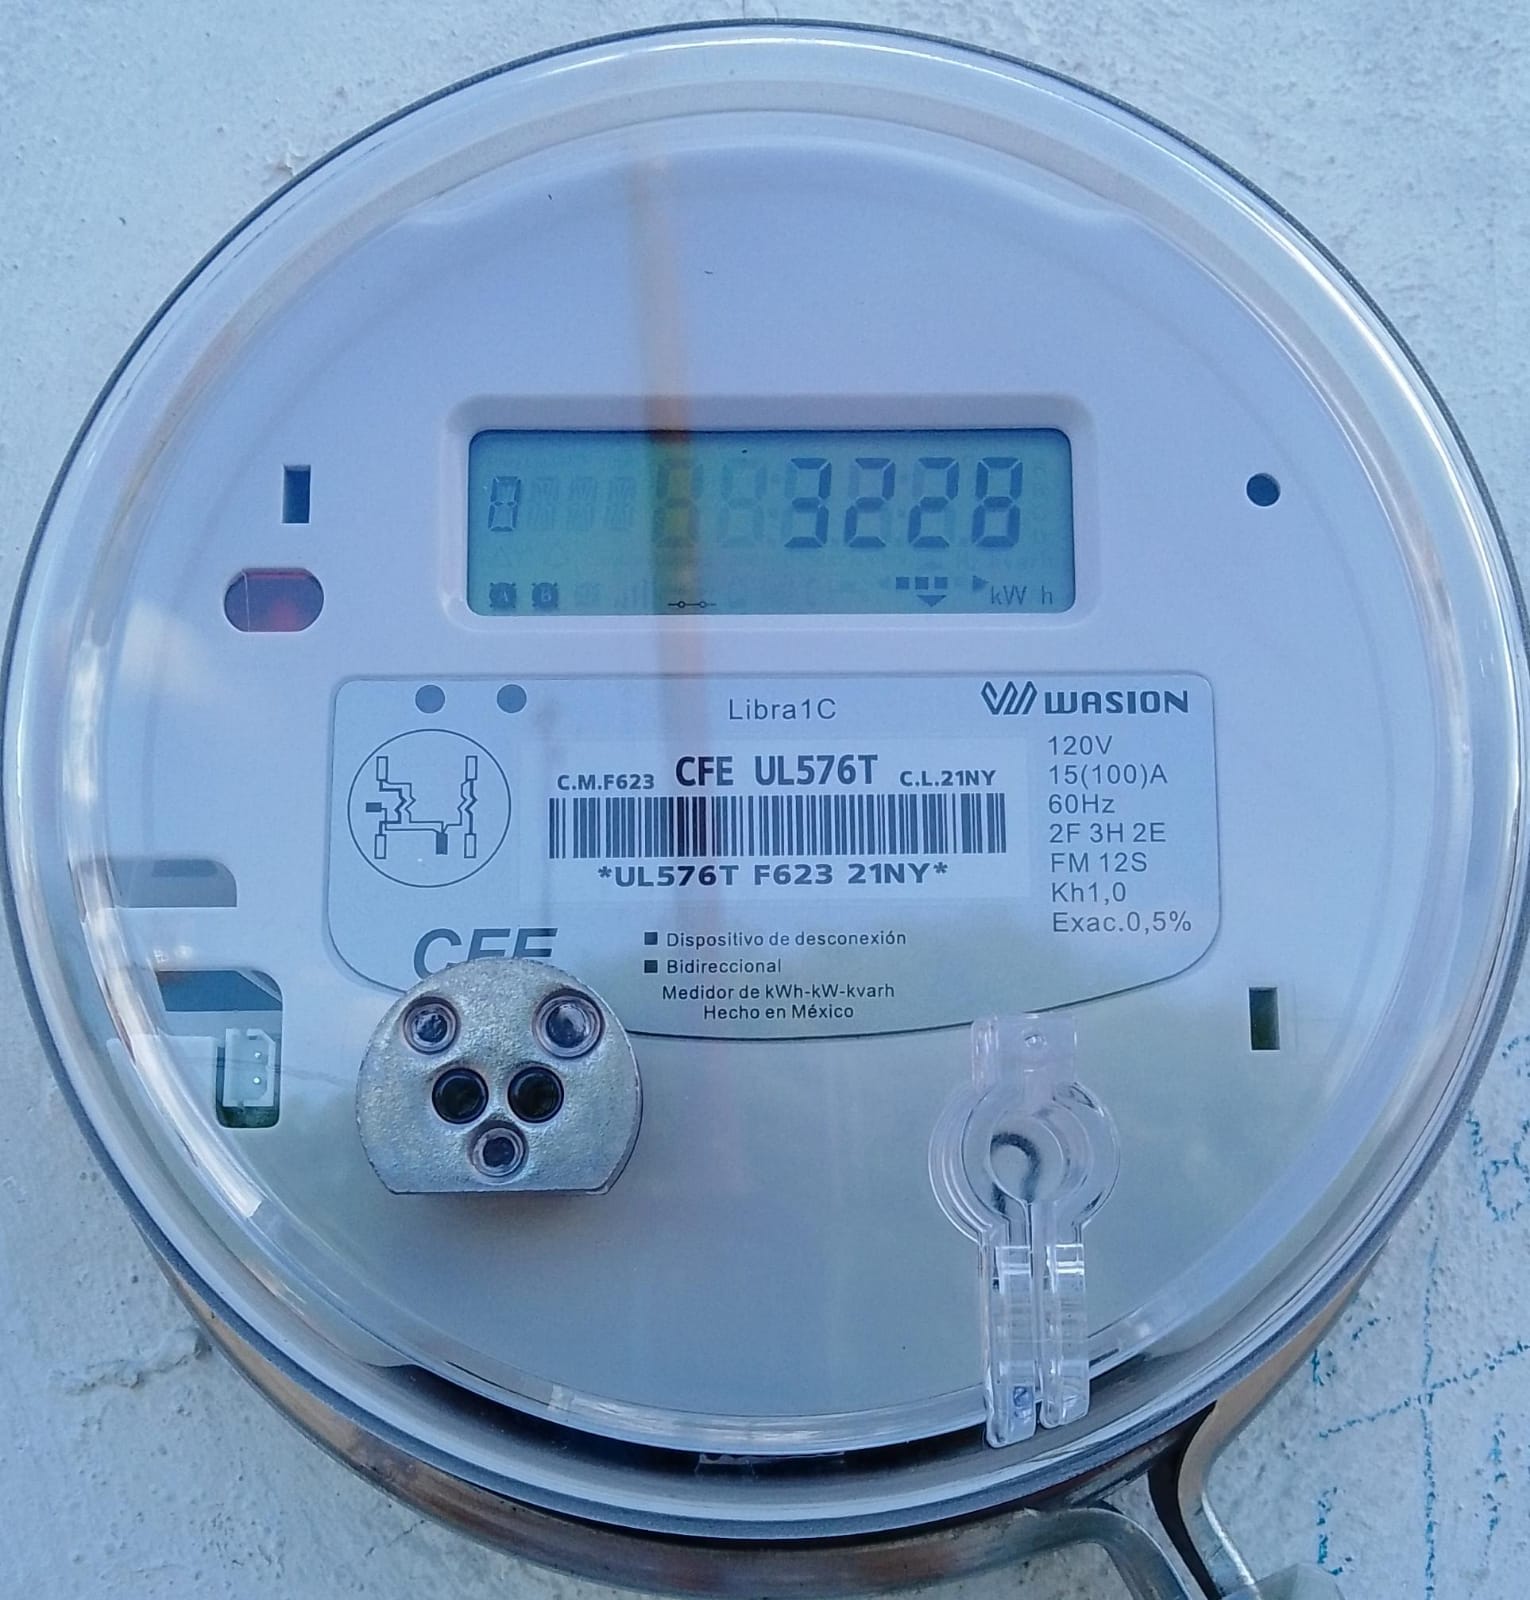 8 3228
A B kW h
Libra1C
WASION
C.M.F623 CFE UL576T C.L.21NY
*UL576T F623 21NY*
120V
15(100)A
60Hz
2F 3H 2E
FM 12S
Kh1,0
Exac.0,5%
CFE
Dispositivo de desconexión
Bidireccional
Medidor de kWh-kW-kvarh
Hecho en México